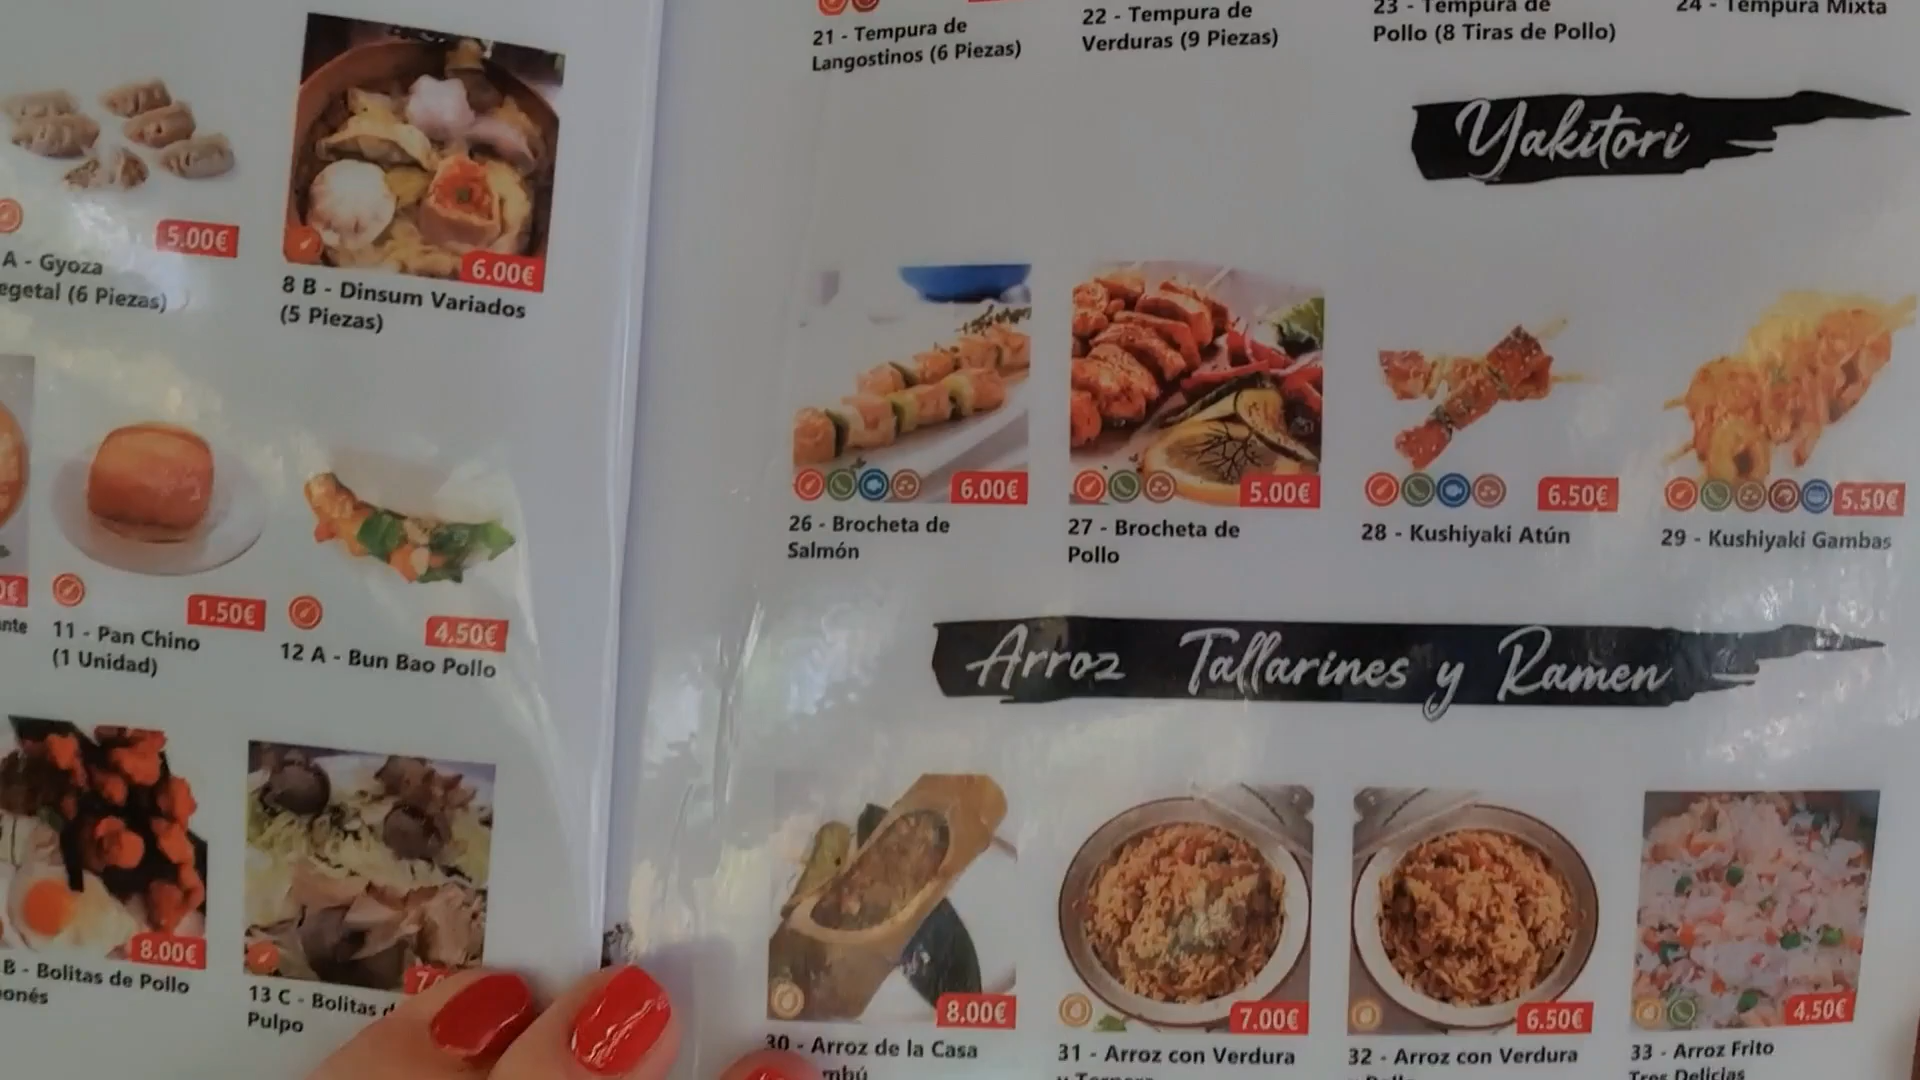 5.00€
A - Gyoza
egetal (6 Piezas)
6.00€
8 B - Dinsum Variados
(5 Piezas)
1.50€
11 - Pan Chino
(1 Unidad)
4.50€
12 A - Bun Bao Pollo
8.00€
B - Bolitas de Pollo
onés
13 C - Bolitas
Pulpo
21 - Tempura de
Langostinos (6 Piezas)
22 - Tempura de
Verduras (9 Piezas)
23 - Tempura de
Pollo (8 Tiras de Pollo)
24 - Tempura Mixta
Yakitori
6.00€
26 - Brocheta de
Salmón
5.00€
27 - Brocheta de
Pollo
6.50€
28 - Kushiyaki Atún
5.50€
29 - Kushiyaki Gambas
Arroz Tallarines y Ramen
8.00€
30 - Arroz de la Casa
mbú
7.00€
31 - Arroz con Verdura
6.50€
32 - Arroz con Verdura
4.50€
33 - Arroz Frito
Tres Delicias